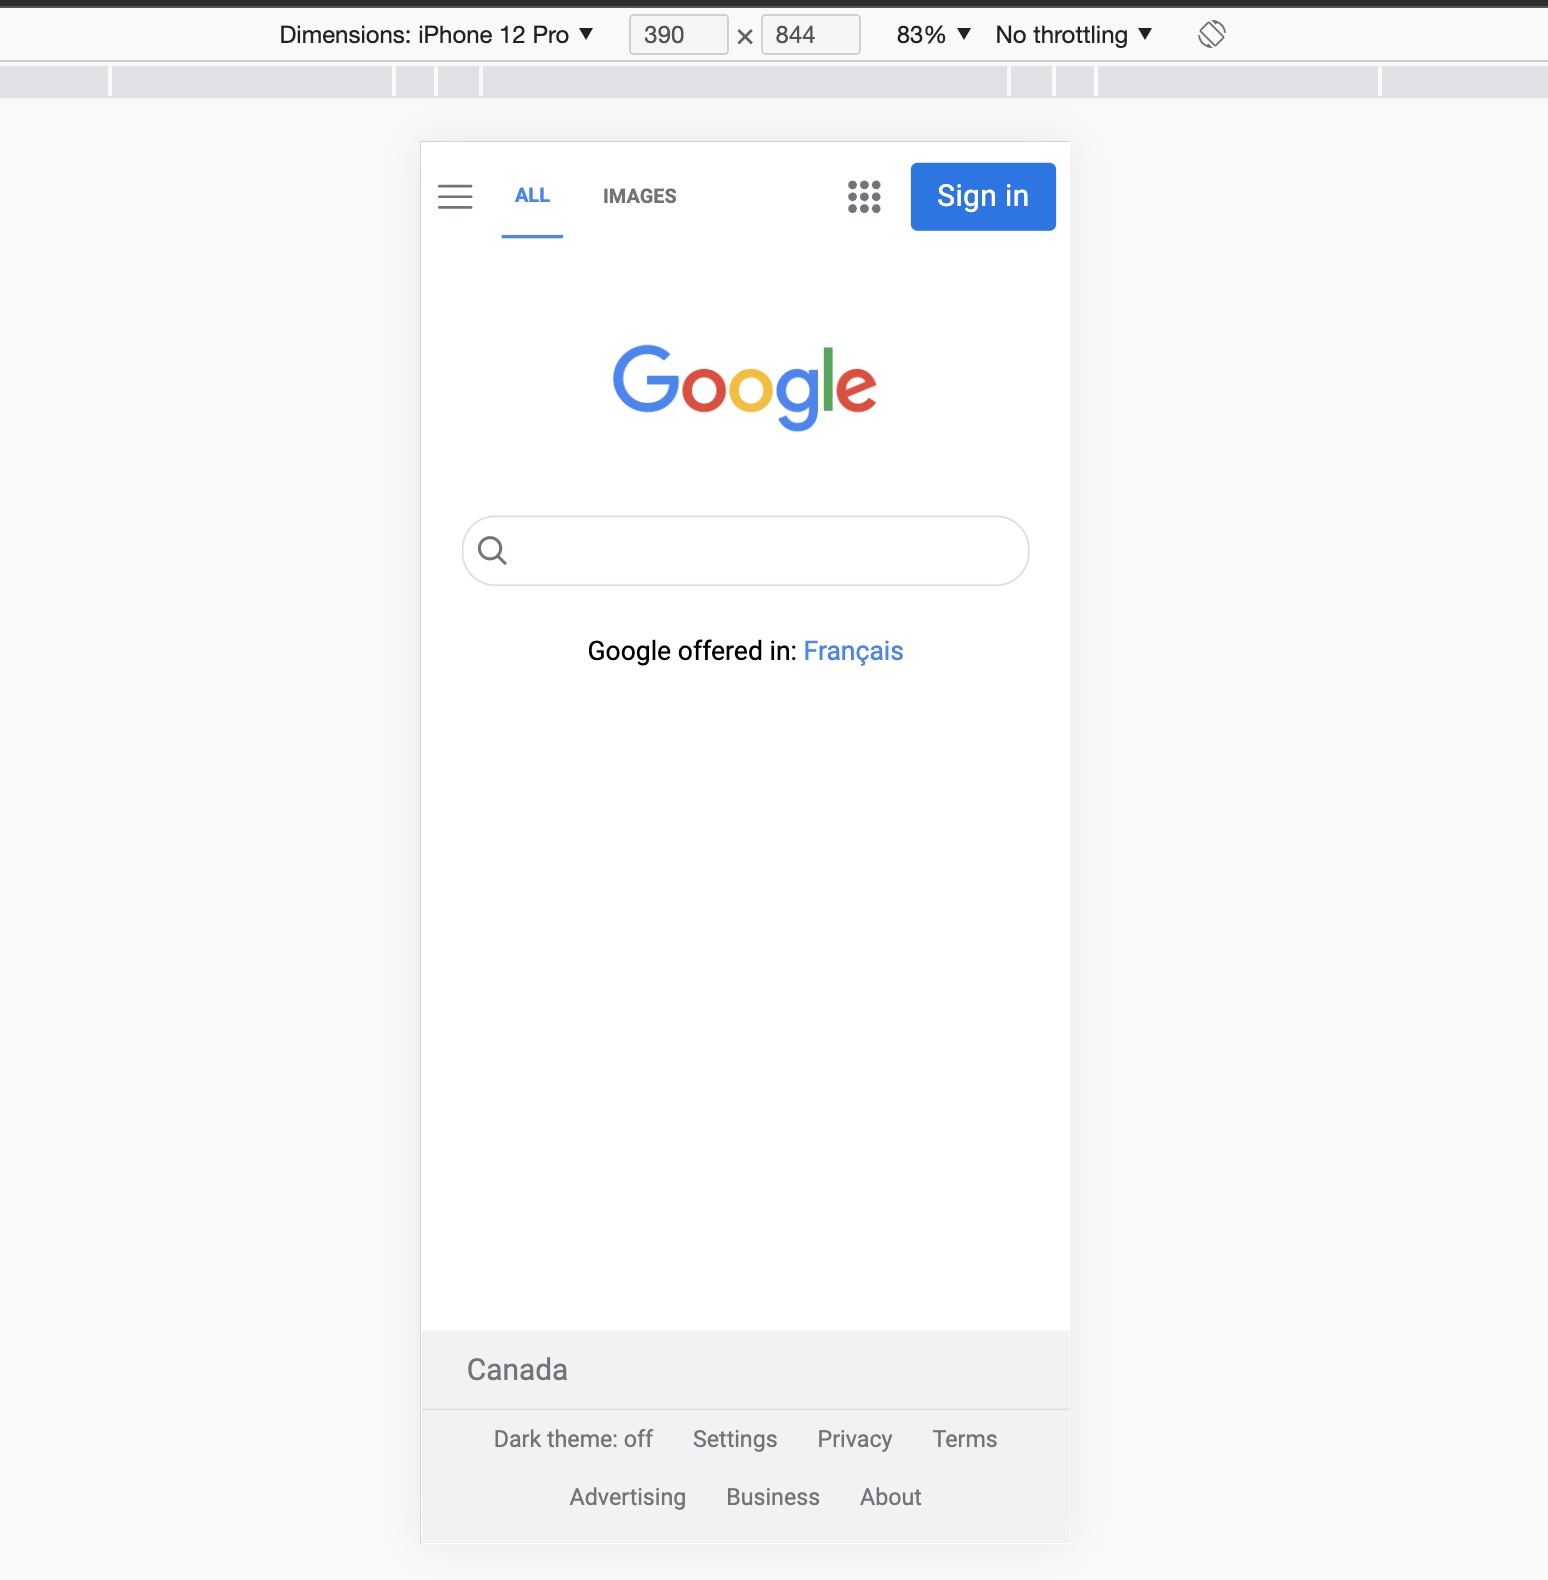 Dimensions: iPhone 12 Pro ▼ 390 × 844 83% ▼ No throttling ▼
ALL IMAGES Sign in
Google
Google offered in: Français
Canada
Dark theme: off Settings Privacy Terms
Advertising Business About